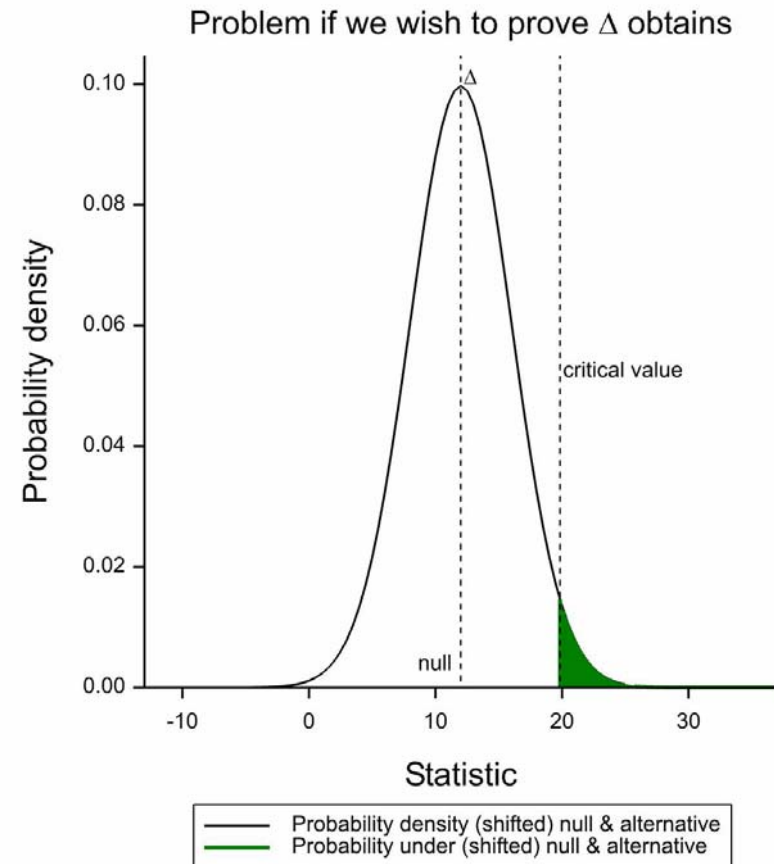 Problem if we wish to prove Δ obtains
Δ
0.10
0.08
0.06
0.04
0.02
0.00
Probability density
critical value
null
-10
0
10
20
30
Statistic
Probability density (shifted) null & alternative
Probability under (shifted) null & alternative